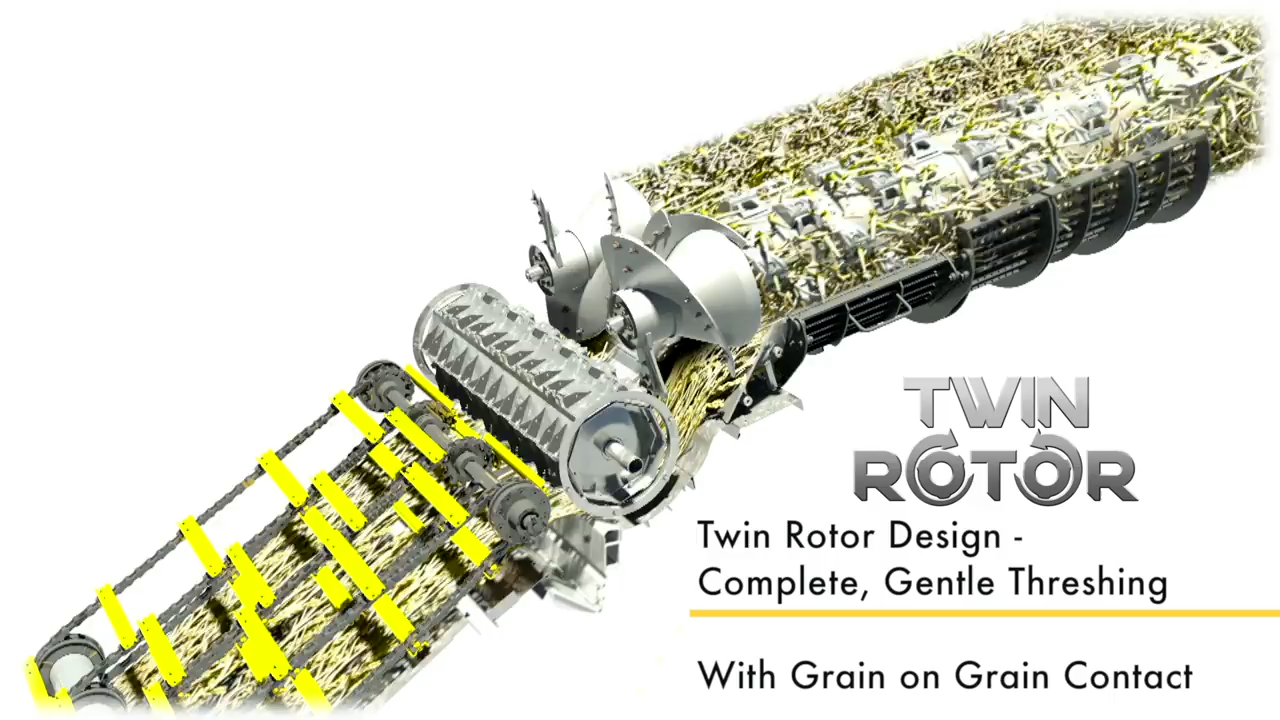 TWIN
ROTOR
Twin Rotor Design -
Complete, Gentle Threshing
With Grain on Grain Contact